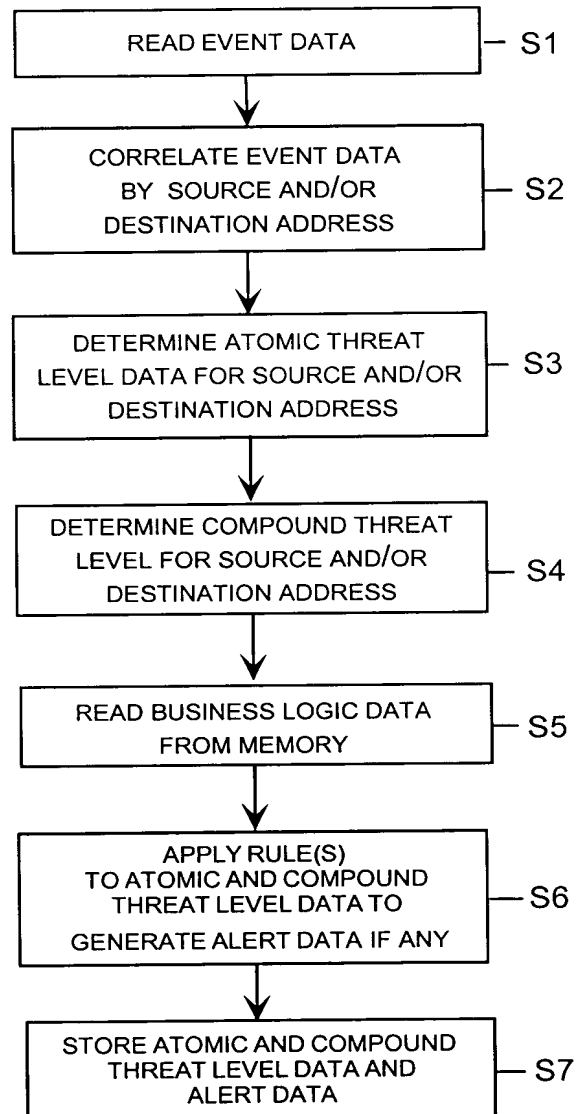 READ EVENT DATA
S1
CORRELATE EVENT DATA
BY SOURCE AND/OR
DESTINATION ADDRESS
S2
DETERMINE ATOMIC THREAT
LEVEL DATA FOR SOURCE AND/OR
DESTINATION ADDRESS
S3
DETERMINE COMPOUND THREAT
LEVEL FOR SOURCE AND/OR
DESTINATION ADDRESS
S4
READ BUSINESS LOGIC DATA
FROM MEMORY
S5
APPLY RULE(S)
TO ATOMIC AND COMPOUND
THREAT LEVEL DATA TO
GENERATE ALERT DATA IF ANY
S6
STORE ATOMIC AND COMPOUND
THREAT LEVEL DATA AND
ALERT DATA
S7